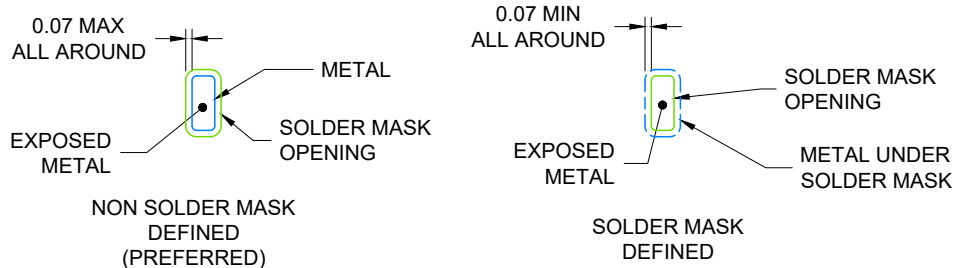 0.07 MAX
ALL AROUND
METAL
EXPOSED
METAL
SOLDER MASK
OPENING
NON SOLDER MASK
DEFINED
(PREFERRED)
0.07 MIN
ALL AROUND
SOLDER MASK
OPENING
EXPOSED
METAL
METAL UNDER
SOLDER MASK
SOLDER MASK
DEFINED